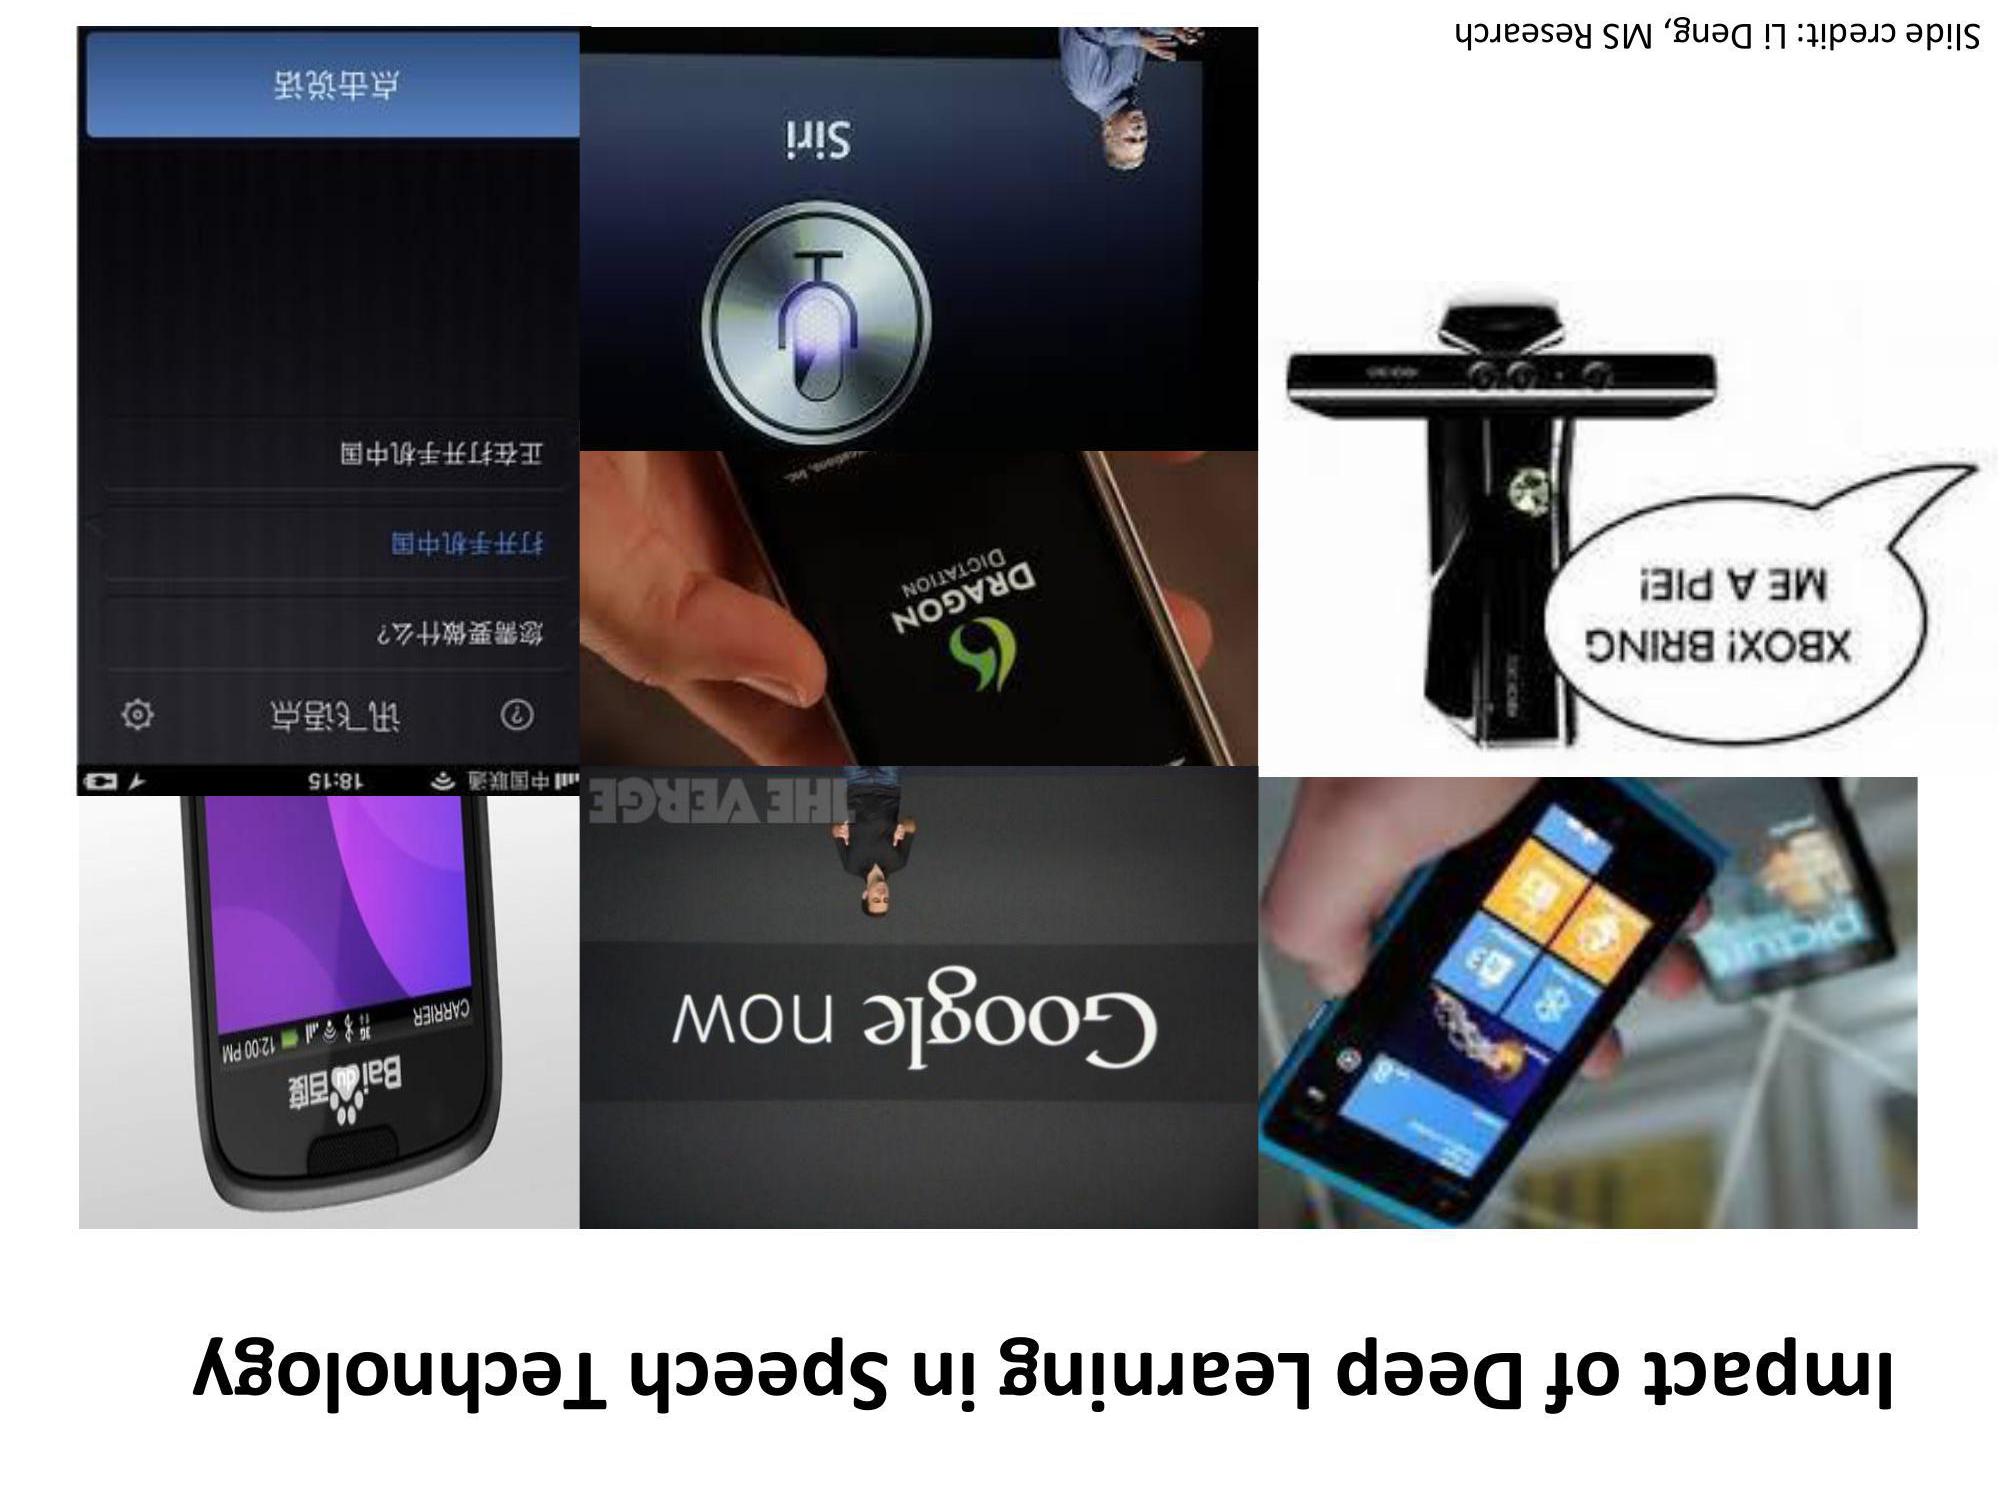 Impact of Deep Learning in Speech Technology
Google now
THE VERGE
Bai du 百度
CARRIER
3G
12:00 PM
XBOX! BRING
ME A PIE!
DRAGON
DICTATION
Siri
中国联通
18:15
讯飞语点
您需要做什么?
打开手机中国
正在打开手机中国
点击说话
Slide credit: Li Deng, MS Research